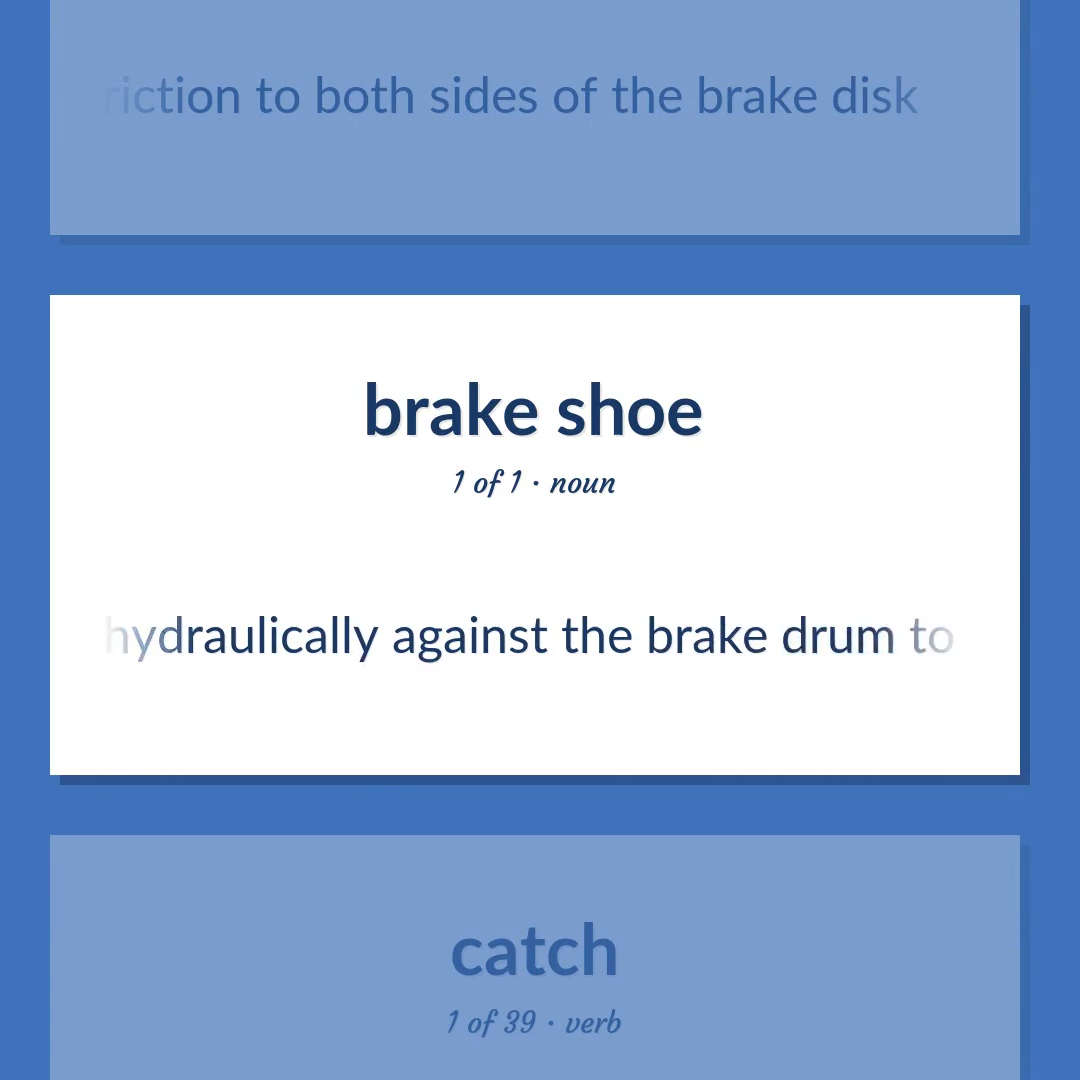 riction to both sides of the brake disk
brake shoe
1 of 1 · noun
hydraulically against the brake drum to
catch
1 of 39 · verb